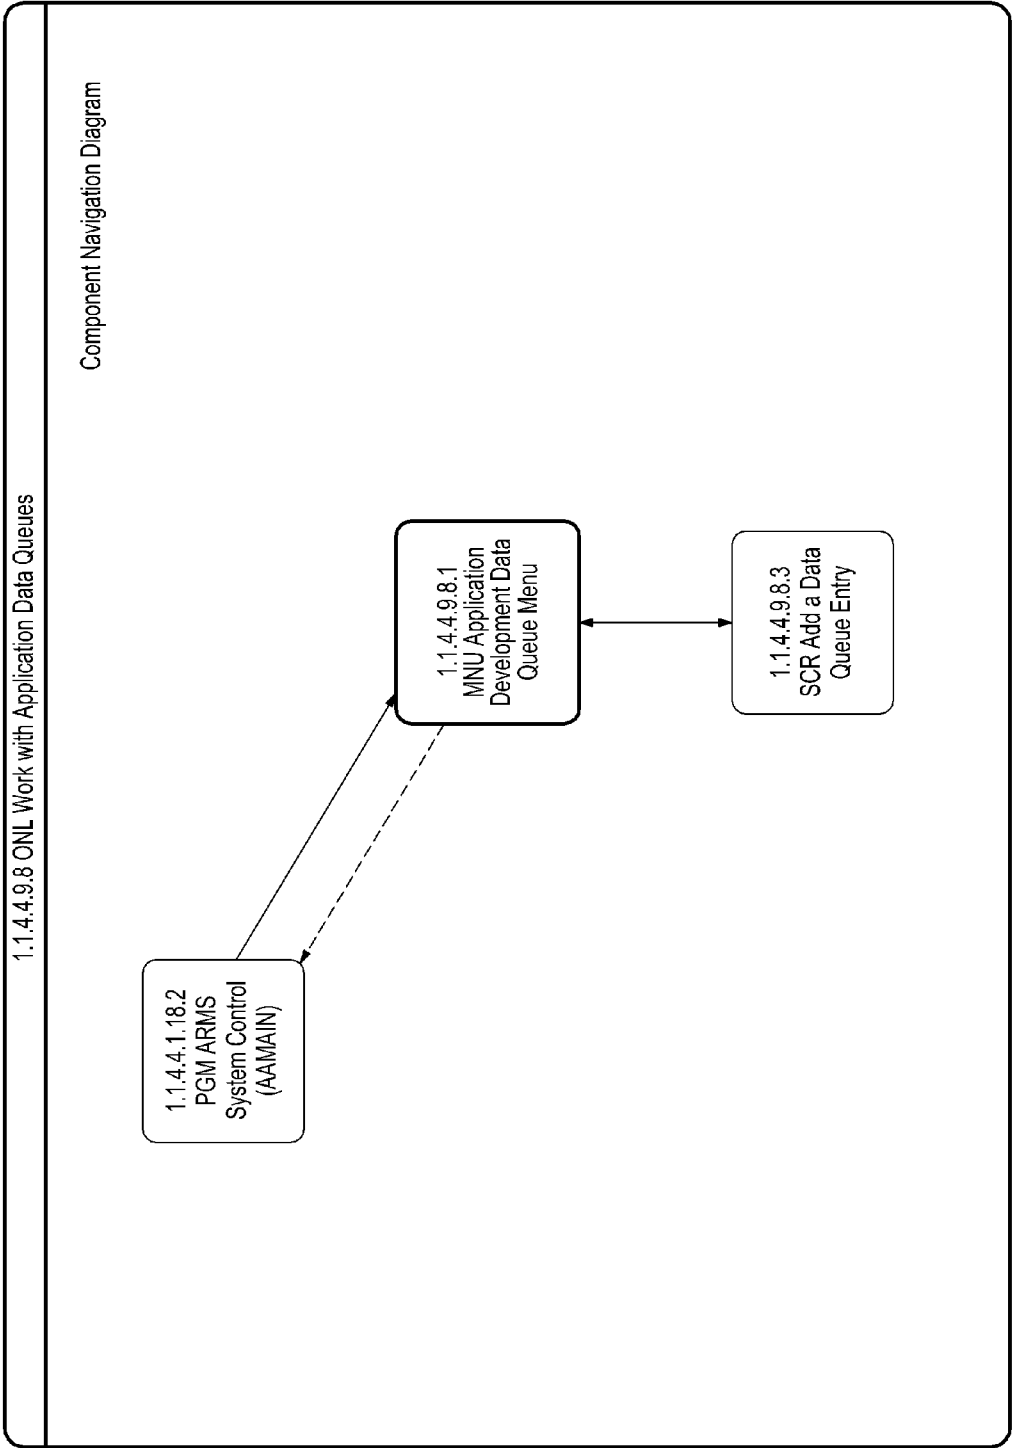 1.1.4.4.9.8 ONL Work with Application Data Queues
Component Navigation Diagram
1.1.4.4.1.18.2
PGM ARMS
System Control
(AAMAIN)
1.1.4.4.9.8.1
MNU Application
Development Data
Queue Menu
1.1.4.4.9.8.3
SCR Add a Data
Queue Entry